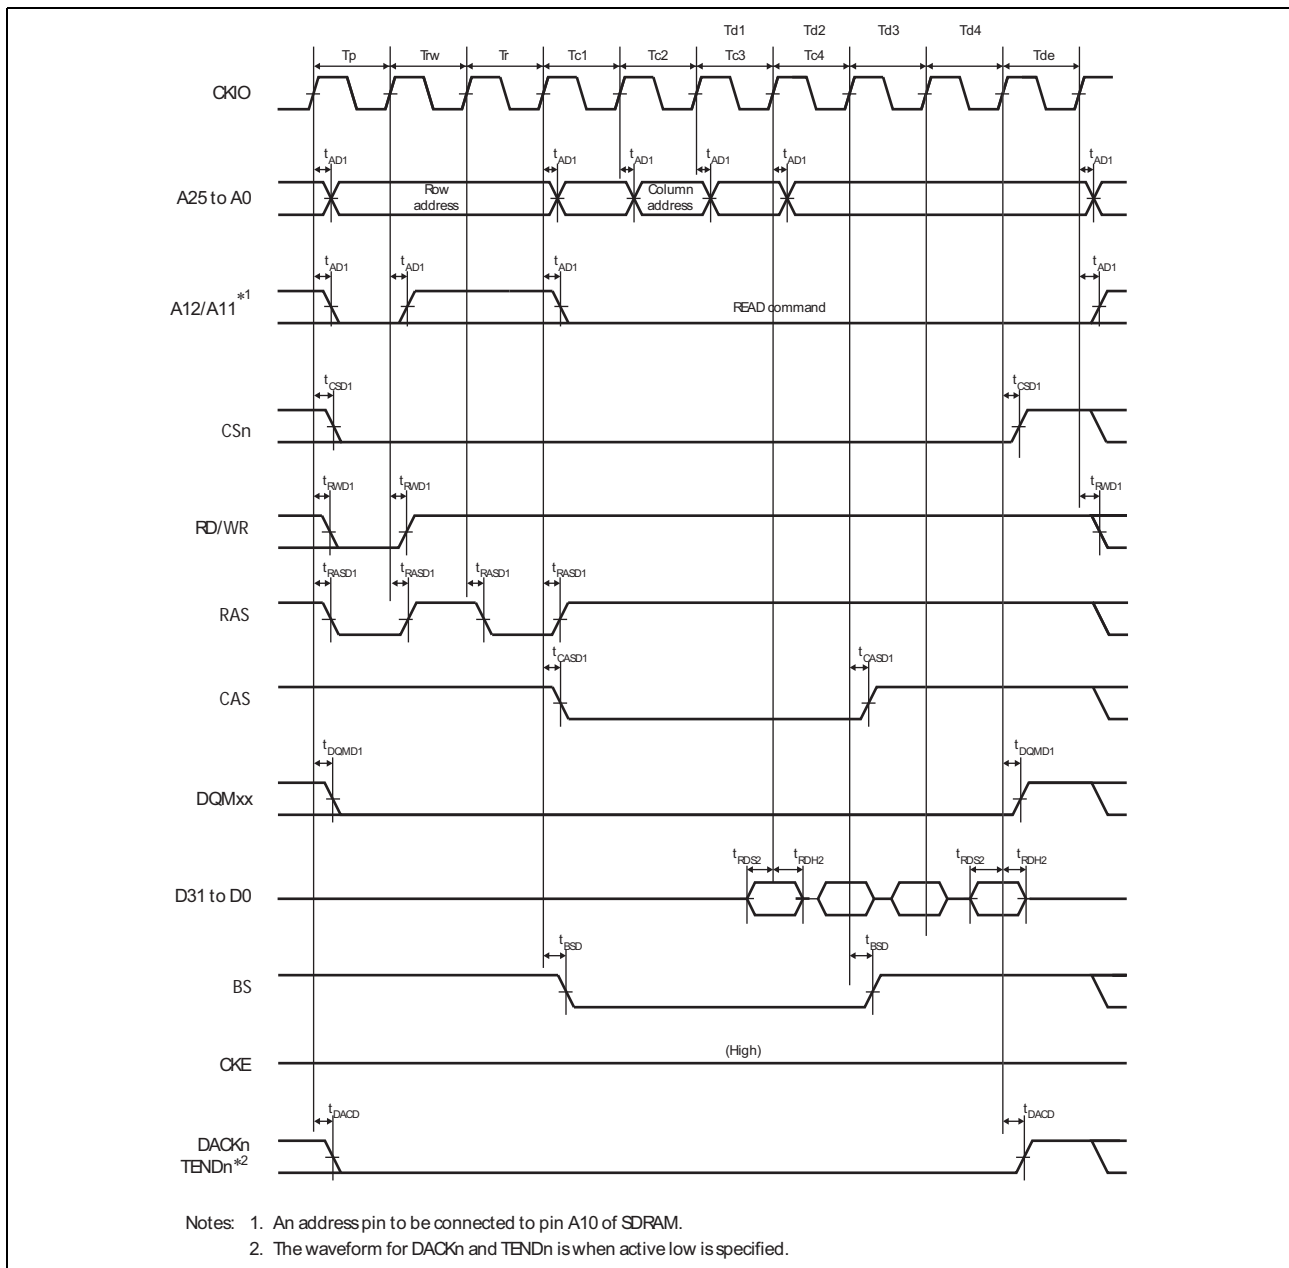 Td1 Td2 Td3 Td4
Tp Trw Tr Tc1 Tc2 Tc3 Tc4 Tde
CKIO
tAD1 tAD1 tAD1 tAD1 tAD1 tAD1
A25 to A0 Row address Column address
tAD1 tAD1 tAD1 tAD1
A12/A11*1 READ command
tCSD1 tCSD1
CSn
tRWD1 tRWD1 tRWD1
RD/WR
tRASD1 tRASD1 tRASD1 tRASD1
RAS
tCASD1 tCASD1
CAS
tDQMD1 tDQMD1
DQMxx
tRDS2 tRDH2 tRDS2 tRDH2
D31 to D0
tBSD tBSD
BS
(High)
CKE
tDACD tDACD
DACKn
TENDn*2
Notes: 1. An address pin to be connected to pin A10 of SDRAM.
2. The waveform for DACKn and TENDn is when active low is specified.